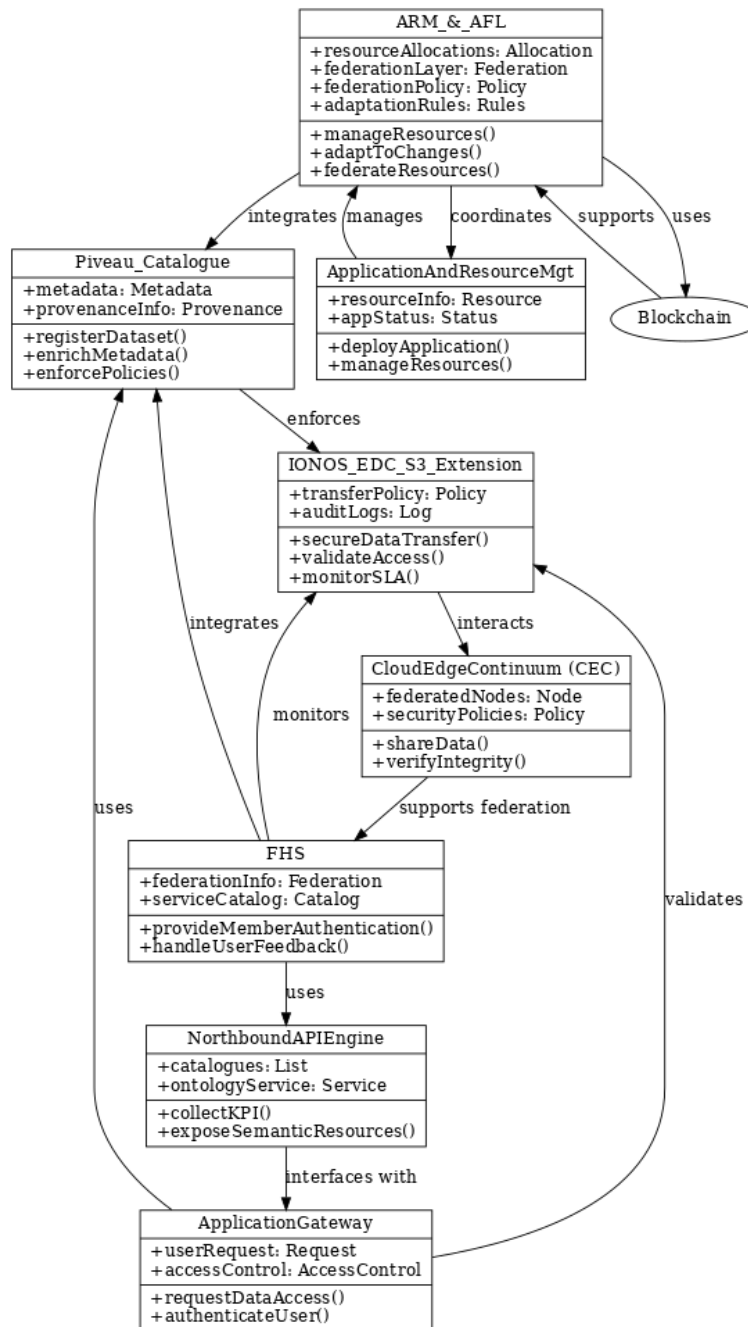 ARM_&_AFL
+resourceAllocations: Allocation
+federationLayer: Federation
+federationPolicy: Policy
+adaptationRules: Rules
+manageResources()
+adaptToChanges()
+federateResources()
integrates
manages
coordinates
supports
uses
Piveau_Catalogue
+metadata: Metadata
+provenanceInfo: Provenance
+registerDataset()
+enrichMetadata()
+enforcePolicies()
ApplicationAndResourceMgt
+resourceInfo: Resource
+appStatus: Status
+deployApplication()
+manageResources()
Blockchain
enforces
IONOS_EDC_S3_Extension
+transferPolicy: Policy
+auditLogs: Log
+secureDataTransfer()
+validateAccess()
+monitorSLA()
integrates
interacts
CloudEdgeContinuum (CEC)
+federatedNodes: Node
+securityPolicies: Policy
+shareData()
+verifyIntegrity()
monitors
uses
supports federation
FHS
+federationInfo: Federation
+serviceCatalog: Catalog
+provideMemberAuthentication()
+handleUserFeedback()
validates
uses
NorthboundAPIEngine
+catalogues: List
+ontologyService: Service
+collectKPI()
+exposeSemanticResources()
interfaces with
ApplicationGateway
+userRequest: Request
+accessControl: AccessControl
+requestDataAccess()
+authenticateUser()